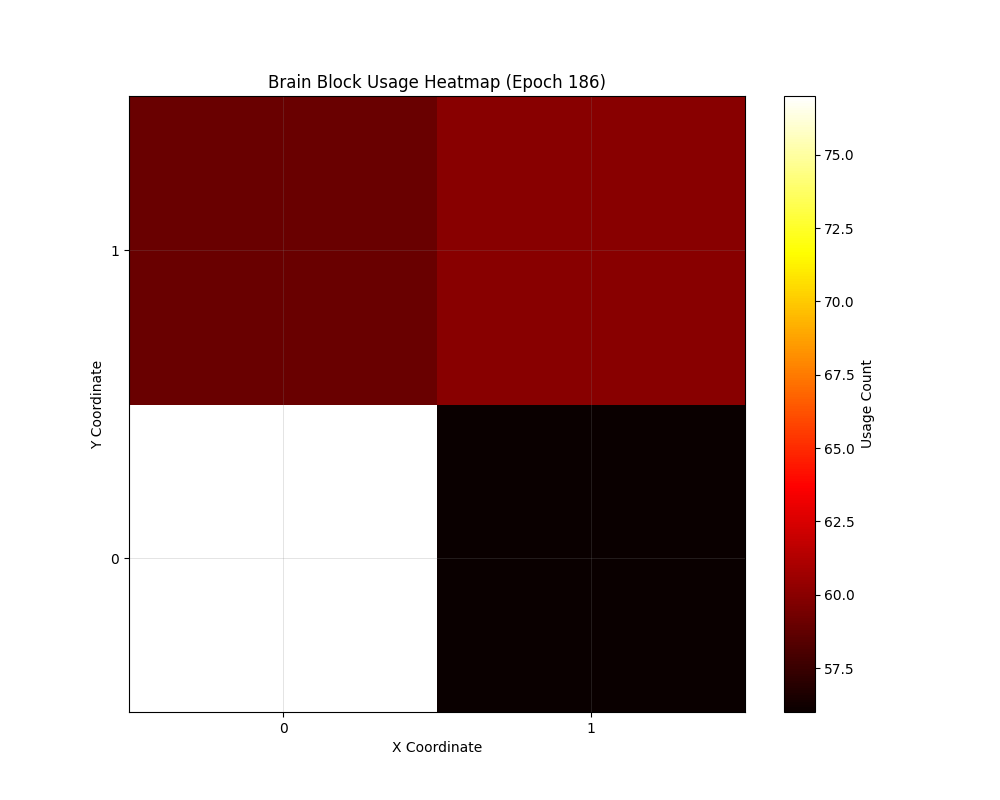 Brain Block Usage Heatmap (Epoch 186)
75.0
72.5
70.0
67.5
65.0
62.5
60.0
57.5
Usage Count
1
0
Y Coordinate
0 1
X Coordinate